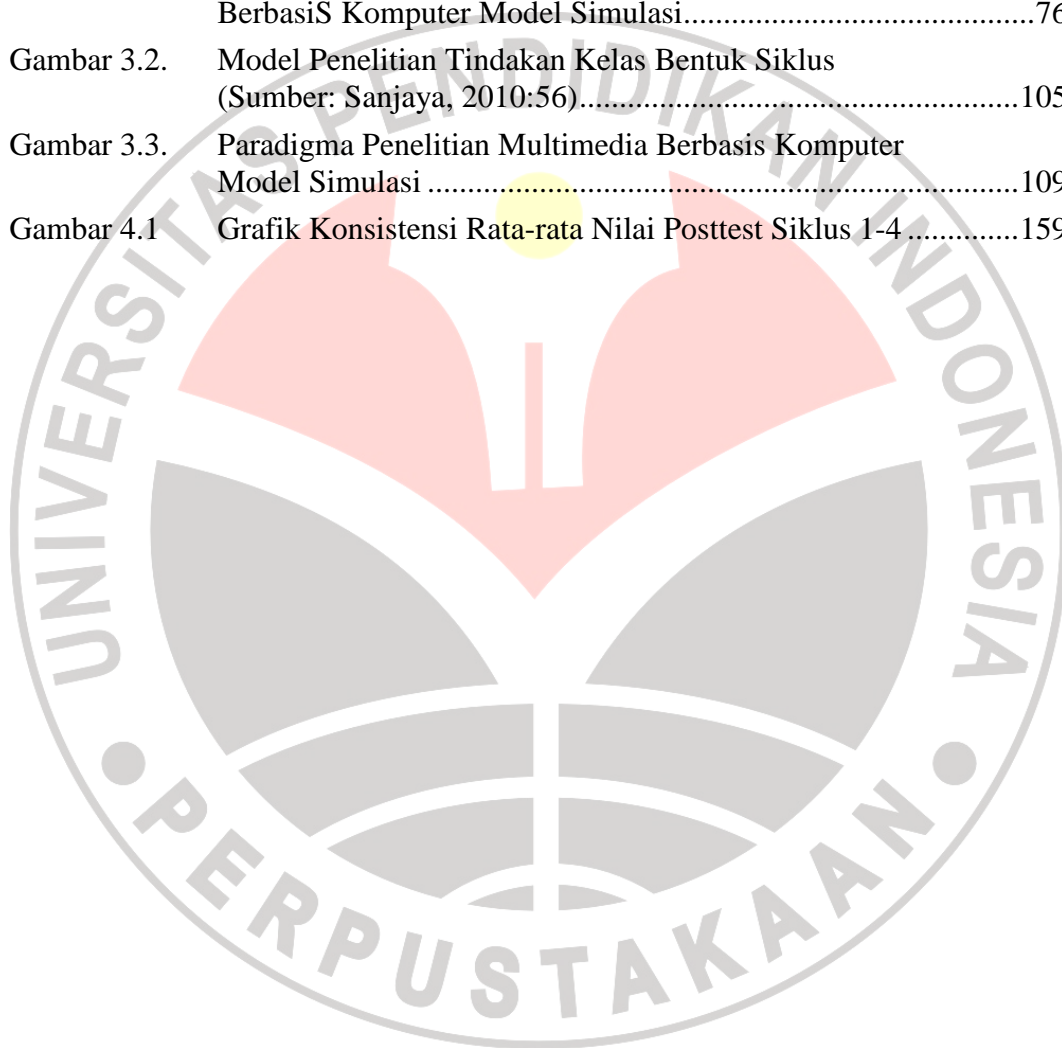 BerbasiS Komputer Model Simulasi............................................76
Gambar 3.2. Model Penelitian Tindakan Kelas Bentuk Siklus
(Sumber: Sanjaya, 2010:56).......................................................105
Gambar 3.3. Paradigma Penelitian Multimedia Berbasis Komputer
Model Simulasi ..........................................................................109
Gambar 4.1 Grafik Konsistensi Rata-rata Nilai Posttest Siklus 1-4 ..............159
UNIVERSITAS PENDIDIKAN INDONESIA
PERPUSTAKAAN